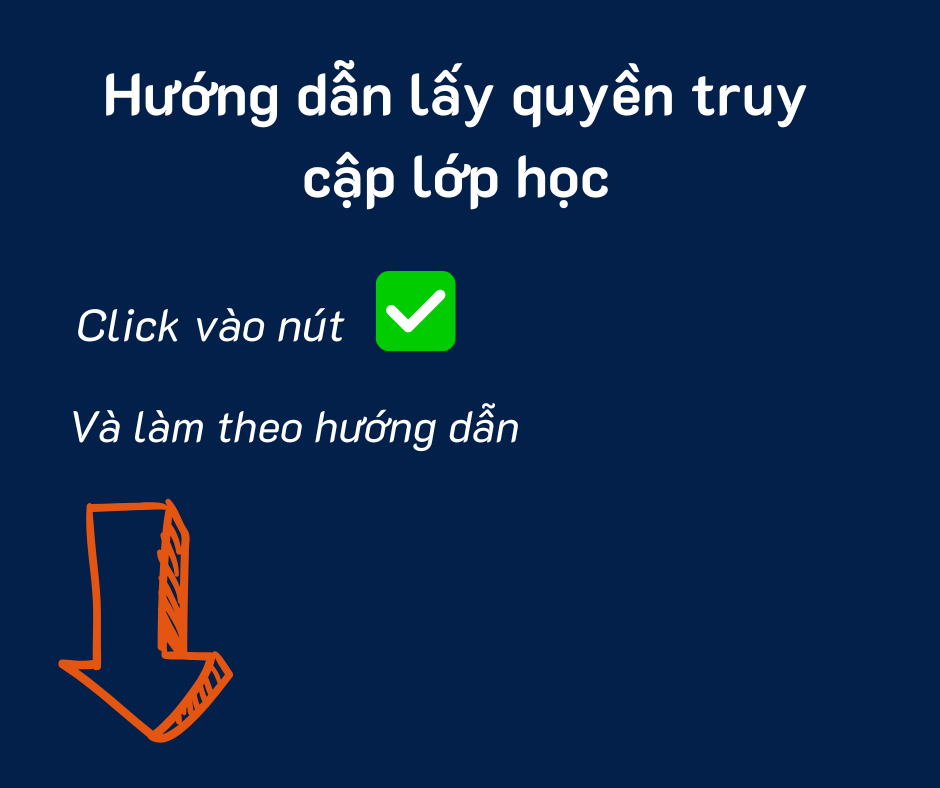 Hướng dẫn lấy quyền truy
cập lớp học
Click vào nút
Và làm theo hướng dẫn